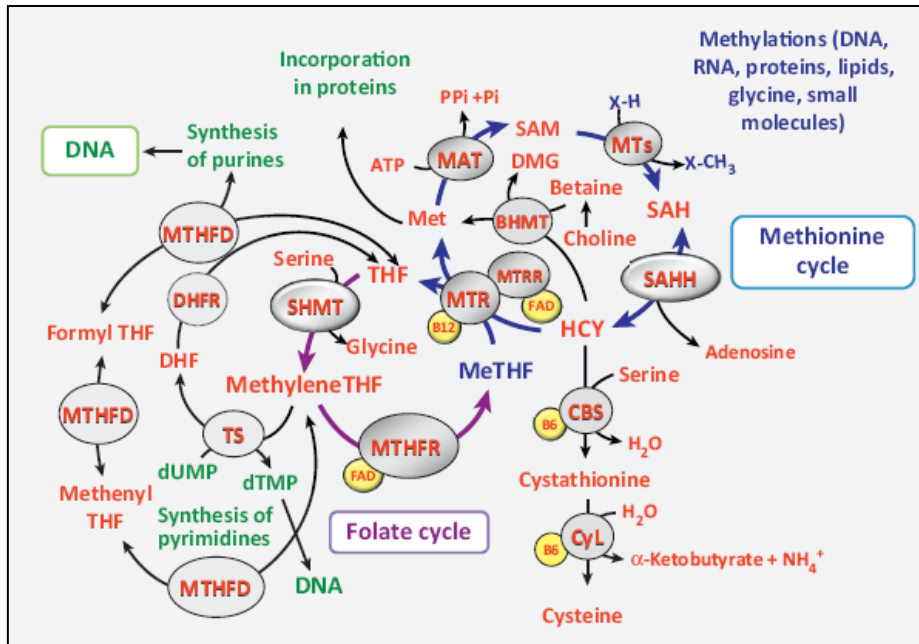 Incorporation
in proteins
Methylations (DNA,
RNA, proteins, lipids,
glycine, small
molecules)
PPi +Pi
SAM
X-H
MTs
X-CH₃
DNA
Synthesis
of purines
ATP
MAT
DMG
Betaine
SAH
MTHFD
Met
BHMT
Choline
Methionine
cycle
Serine
THF
MTRR
SAHH
DHFR
SHMT
MTR
FAD
B12
HCY
Formyl THF
Glycine
Adenosine
DHF
MeTHF
Methylene THF
Serine
MTHFD
TS
MTHFR
B6
CBS
H₂O
FAD
dUMP
dTMP
Cystathionine
Methenyl
THF
Synthesis of
pyrimidines
Folate cycle
H₂O
B6
CyL
α-Ketobutyrate + NH₄⁺
MTHFD
DNA
Cysteine